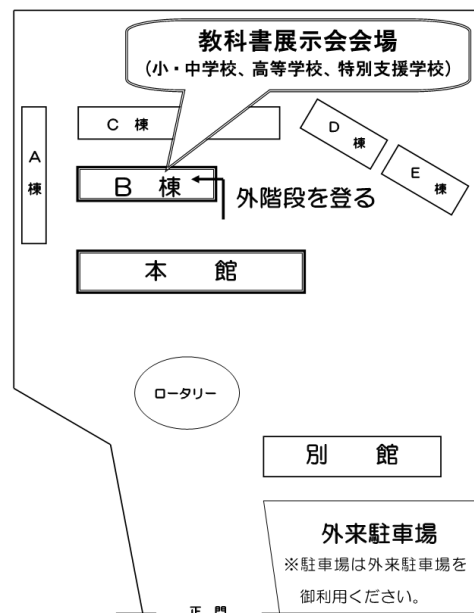 教科書展示会会場
(小・中学校、高等学校、特別支援学校)
C 棟
D 棟
A 棟
E 棟
B 棟
外階段を登る
本 館
ロータリー
別 館
外来駐車場
※駐車場は外来駐車場を
御利用ください。
正 門